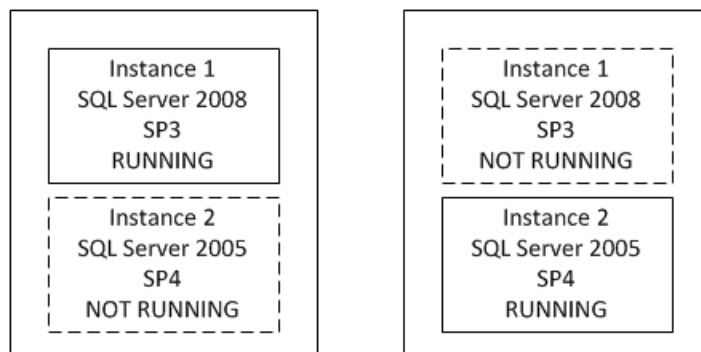 Instance 1
SQL Server 2008
SP3
RUNNING
Instance 2
SQL Server 2005
SP4
NOT RUNNING
Instance 1
SQL Server 2008
SP3
NOT RUNNING
Instance 2
SQL Server 2005
SP4
RUNNING